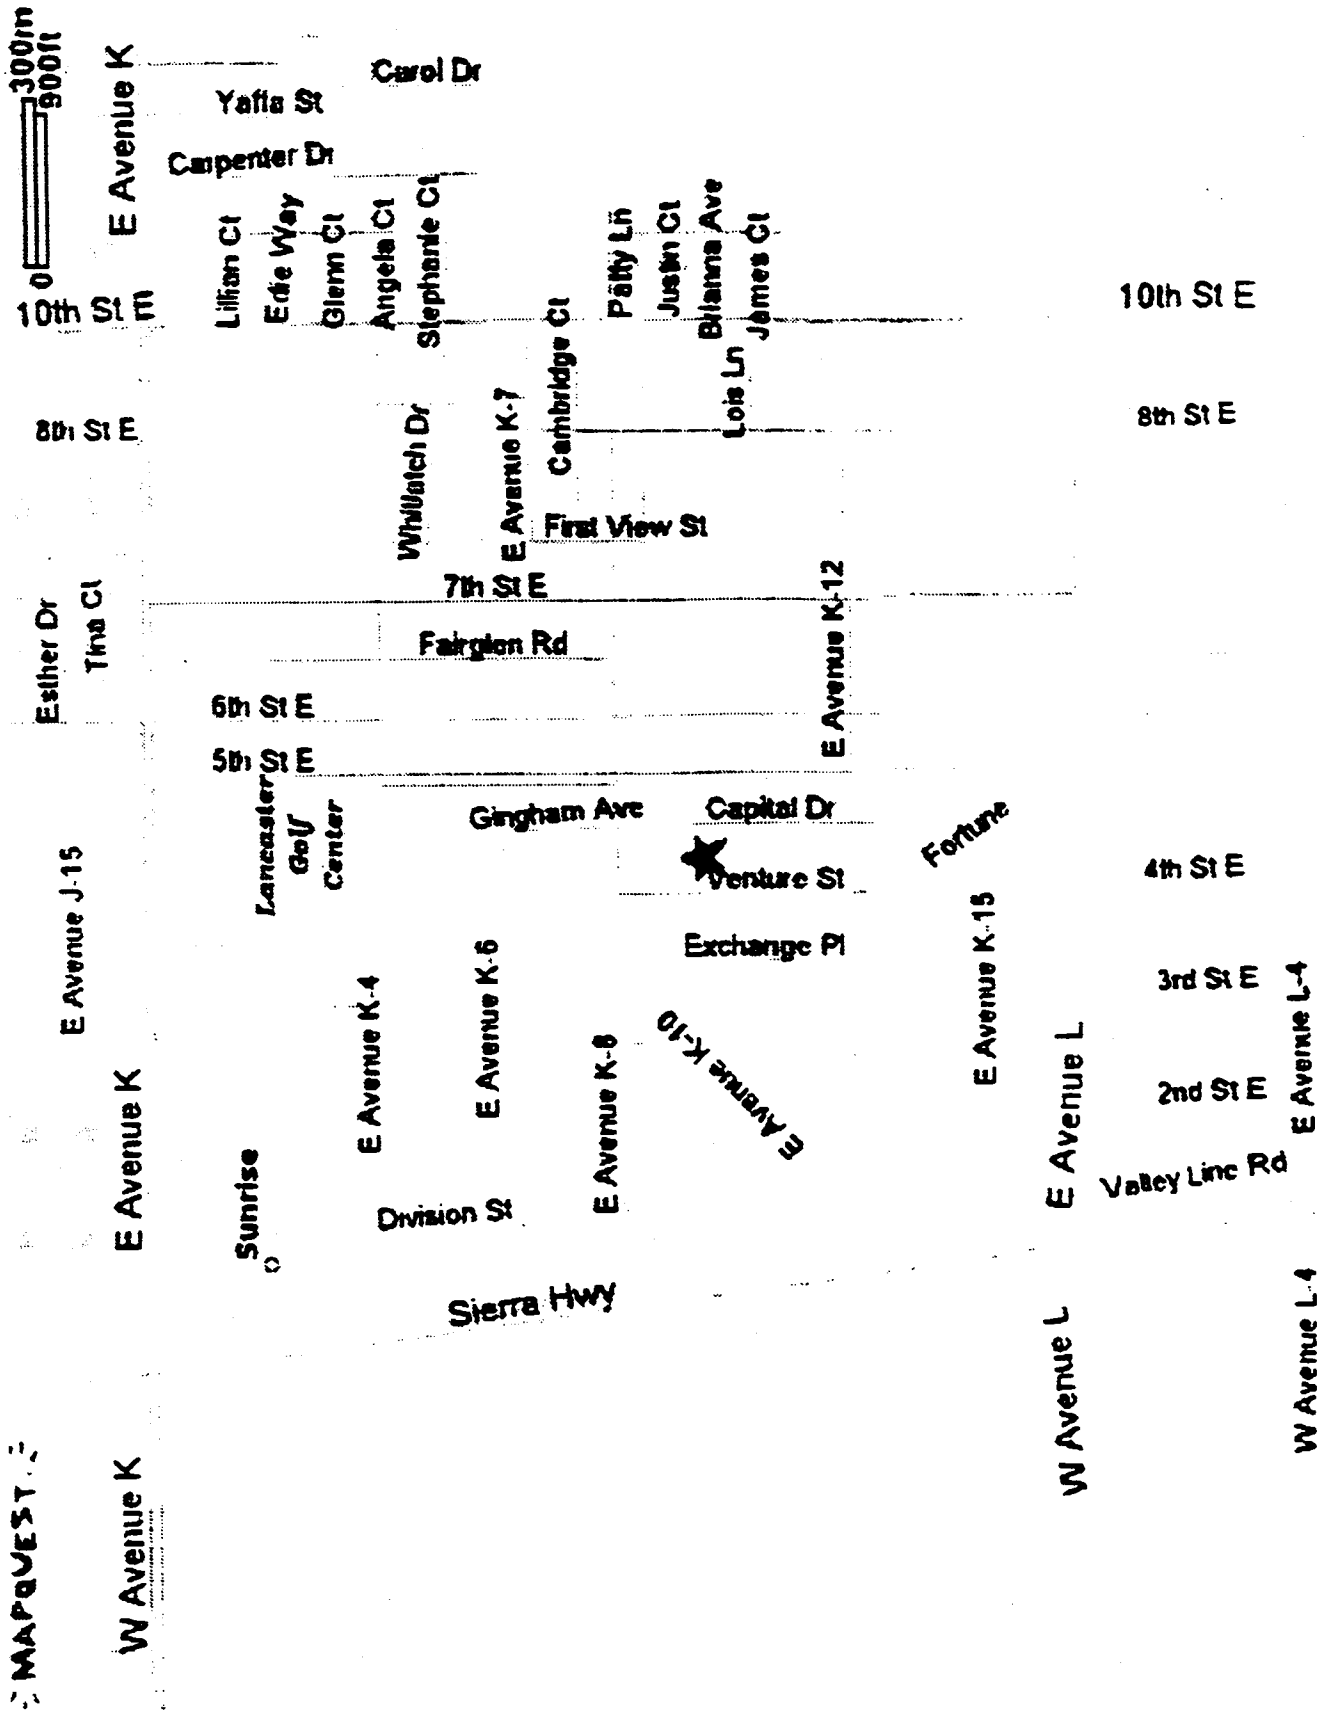 300m
900ft
0
E Avenue K
Carol Dr
Yaffa St
Carpenter Dr
Lillian Ct
Edie Way
Glenn Ct
Angela Ct
Stephanie Ct
Patty Ln
Justin Ct
Brianna Ave
James Ct
10th St E
10th St E
Cambridge Ct
Lois Ln
8th St E
8th St E
E Avenue K-7
First View St
7th St E
Esther Dr
Tina Ct
Fairglen Rd
E Avenue K-12
6th St E
5th St E
Lancaster
Golf
Center
Gingham Ave
Capital Dr
Fortune
Venture St
4th St E
E Avenue J-15
Exchange Pl
E Avenue K-15
3rd St E
E Avenue K-4
E Avenue K-6
E Avenue K-8
E Avenue K-10
E Avenue L
2nd St E
E Avenue L-4
E Avenue K
Sunrise
Division St
Valley Line Rd
Sierra Hwy
W Avenue L
W Avenue L-4
MAPQUEST
W Avenue K